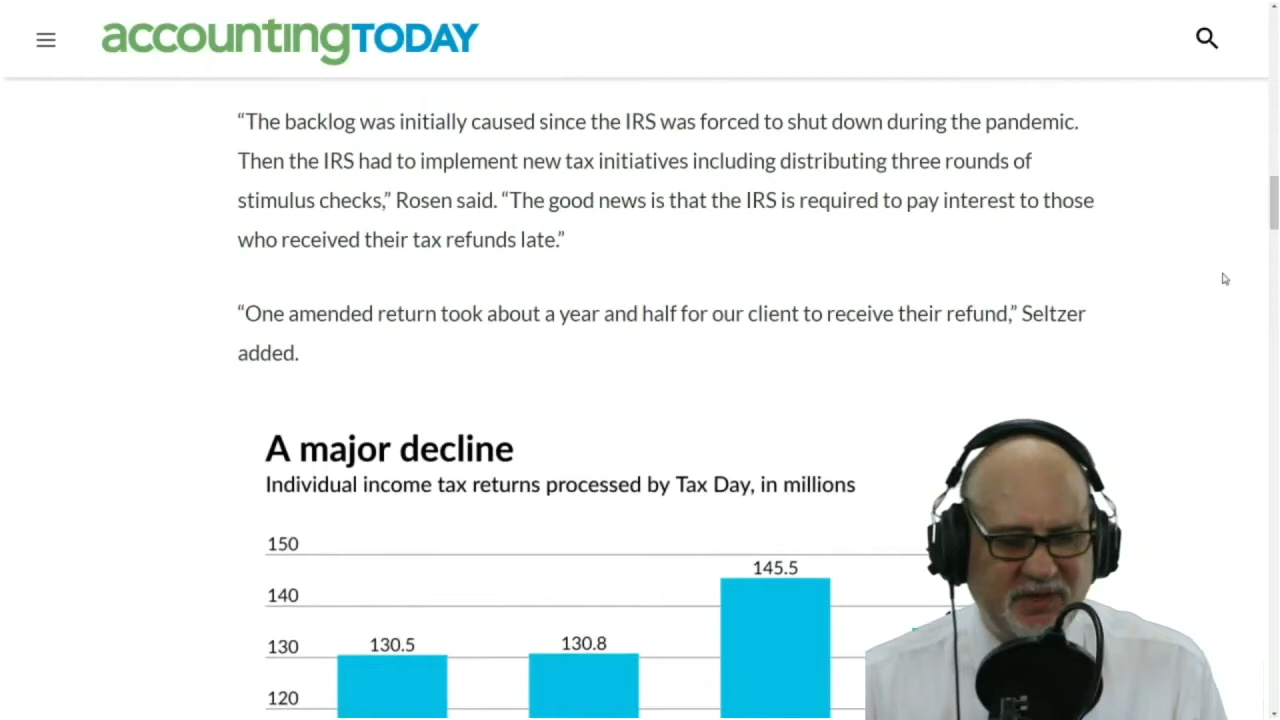 accountingTODAY
“The backlog was initially caused since the IRS was forced to shut down during the pandemic.
Then the IRS had to implement new tax initiatives including distributing three rounds of
stimulus checks,” Rosen said. “The good news is that the IRS is required to pay interest to those
who received their tax refunds late.”
“One amended return took about a year and half for our client to receive their refund,” Seltzer
added.
A major decline
Individual income tax returns processed by Tax Day, in millions
150
145.5
140
130
130.5
130.8
120